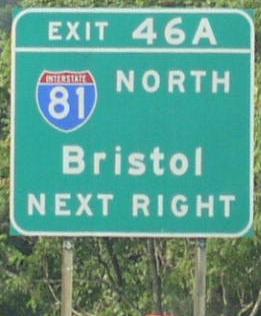 EXIT 46A
INTERSTATE
81 NORTH
Bristol
NEXT RIGHT